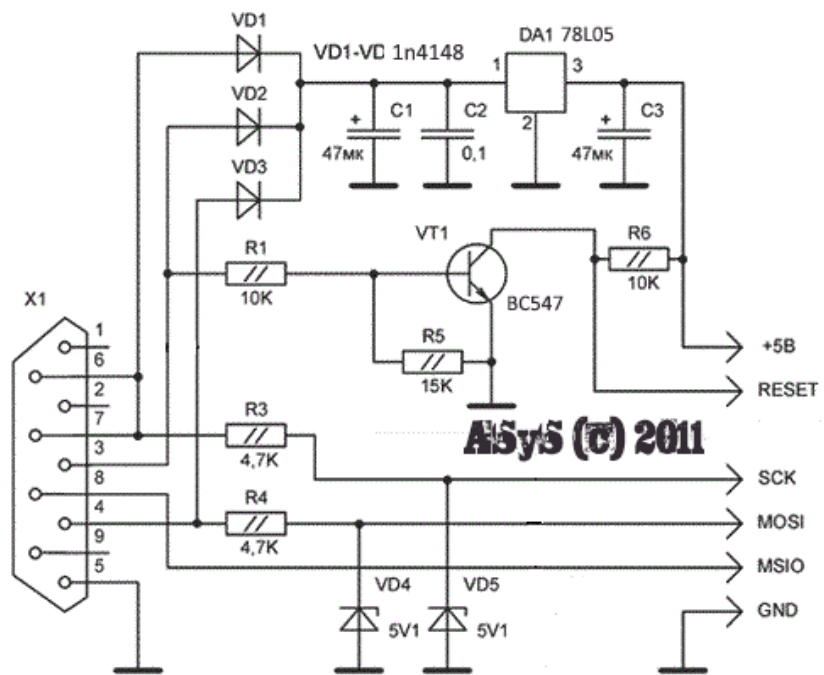 VD1
VD1-VD 1n4148
DA1 78L05
1
3
2
VD2
C1
C2
C3
+
47мк
0,1
+
47мк
VD3
VT1
R1
10K
R6
10K
BC547
X1
R5
15K
1
6
2
7
3
8
4
9
5
+5В
RESET
R3
4,7K
ASyS (c) 2011
SCK
R4
4,7K
MOSI
MSIO
VD4
5V1
VD5
5V1
GND